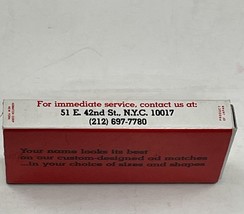 For immediate service, contact us at:
51 E. 42nd St., N.Y.C. 10017
(212) 697-7780
Your name looks its best
on our custom-designed ad matches
...in your choice of sizes and shapes